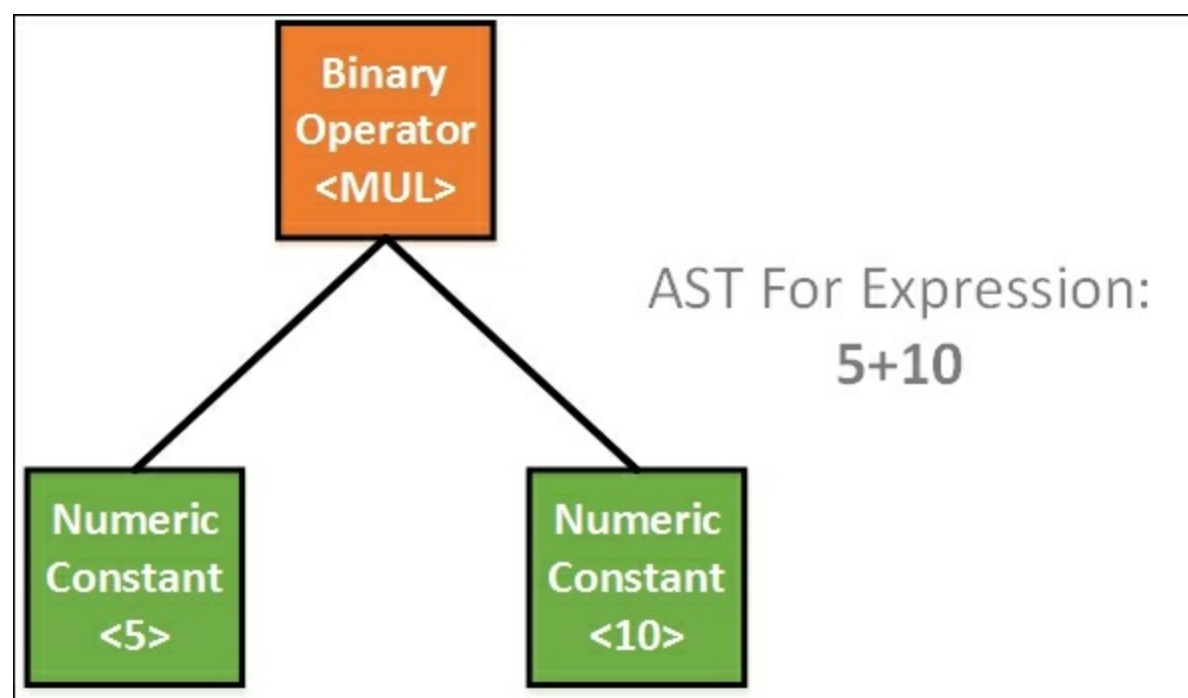 Binary
Operator
<MUL>
AST For Expression:
5+10
Numeric
Constant
<5>
Numeric
Constant
<10>